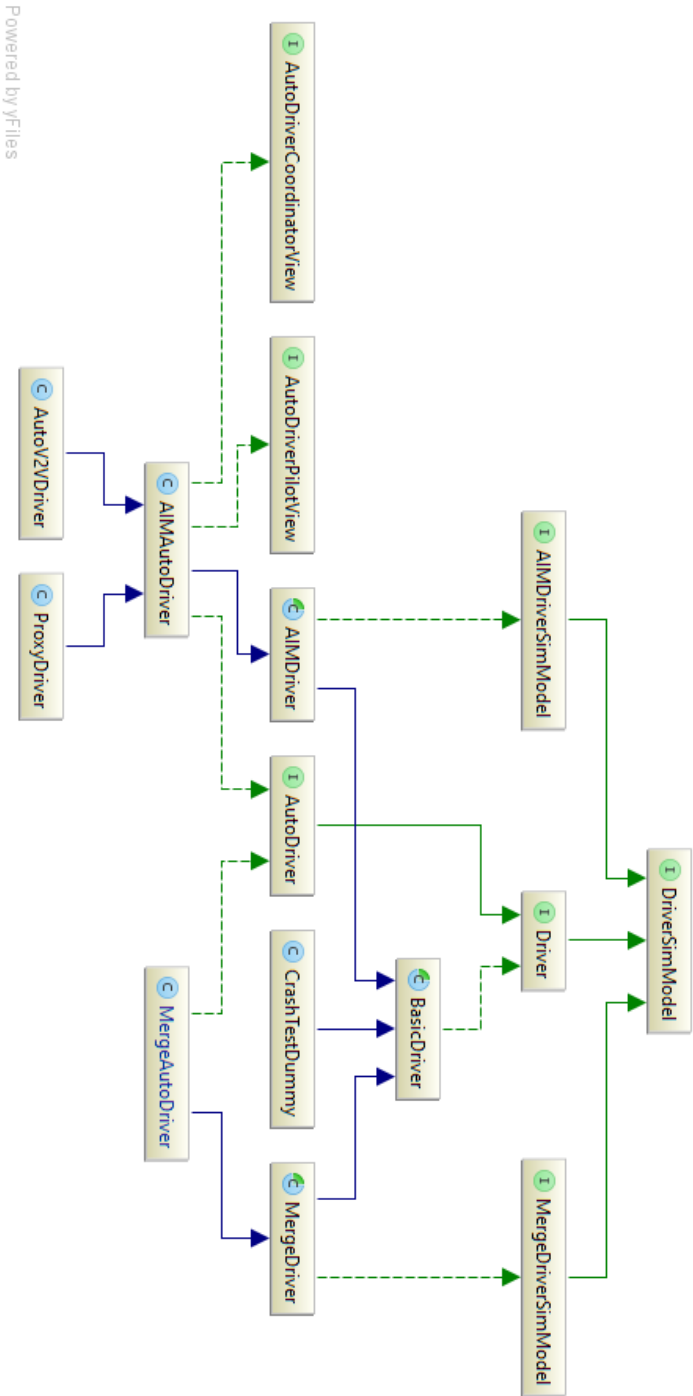 I DriverSimModel
I AIMDriverSimModel
I Driver
I MergeDriverSimModel
C BasicDriver
I AutoDriverCoordinatorView
I AutoDriverPilotView
C AIMDriver
I AutoDriver
C CrashTestDummy
C MergeDriver
C AIMAutoDriver
C MergeAutoDriver
C AutoV2VDriver
C ProxyDriver
Powered by yFiles